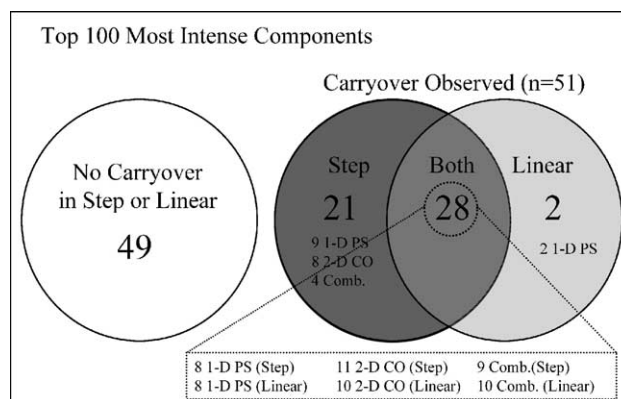 Top 100 Most Intense Components
Carryover Observed (n=51)
No Carryover
in Step or Linear
49
Step
21
9 1-D PS
8 2-D CO
4 Comb.
Both
28
Linear
2
2 1-D PS
8 1-D PS (Step) 11 2-D CO (Step) 9 Comb.(Step)
8 1-D PS (Linear) 10 2-D CO (Linear) 10 Comb. (Linear)